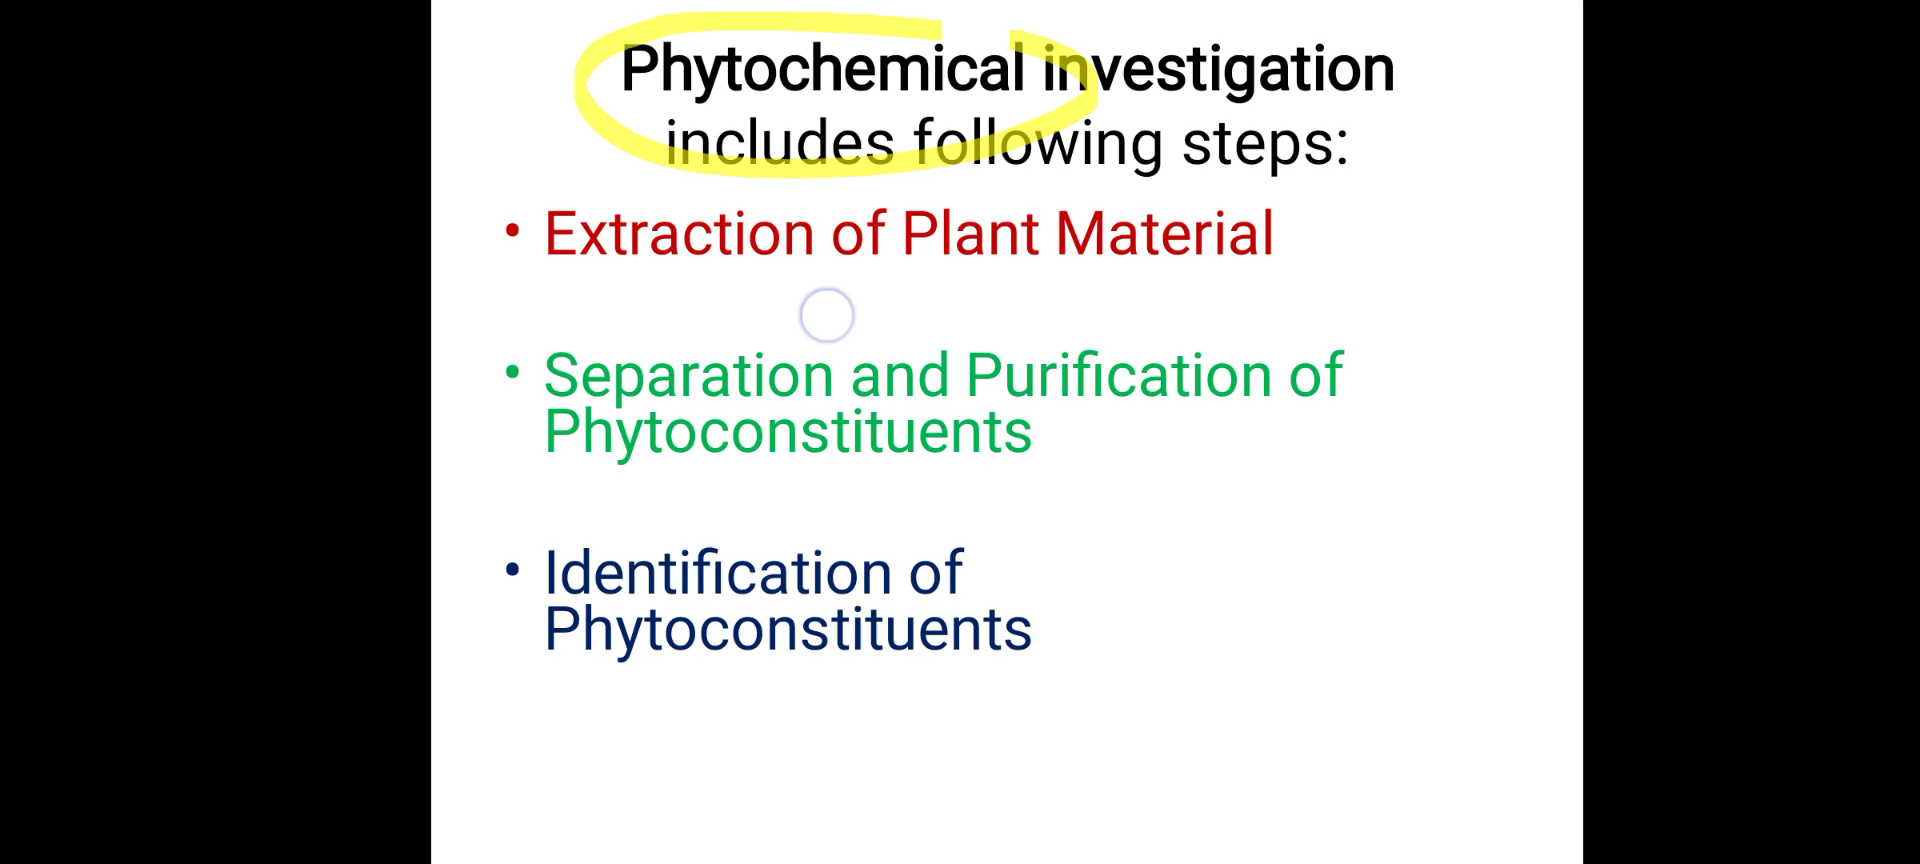 Phytochemical investigation
includes following steps:
• Extraction of Plant Material
• Separation and Purification of
Phytoconstituents
• Identification of
Phytoconstituents